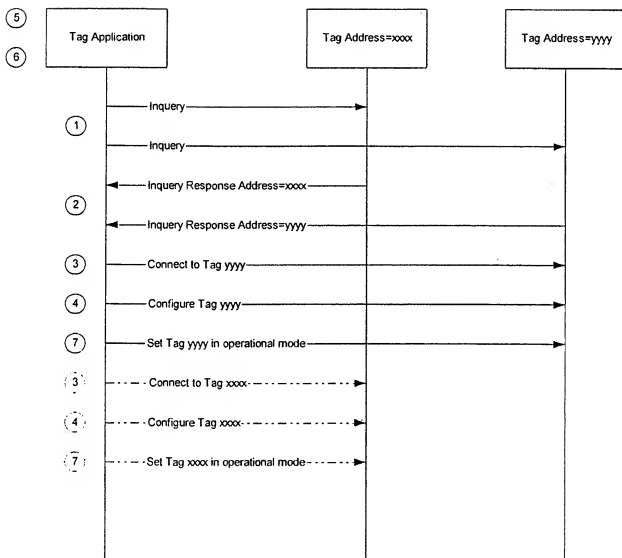 5
Tag Application
Tag Address=xxxx
Tag Address=yyyy
6
Inquery
1
Inquery
Inquery Response Address=xxxx
2
Inquery Response Address=yyyy
3
Connect to Tag yyyy
4
Configure Tag yyyy
7
Set Tag yyyy in operational mode
3
Connect to Tag xxxx
4
Configure Tag xxxx
7
Set Tag xxxx in operational mode